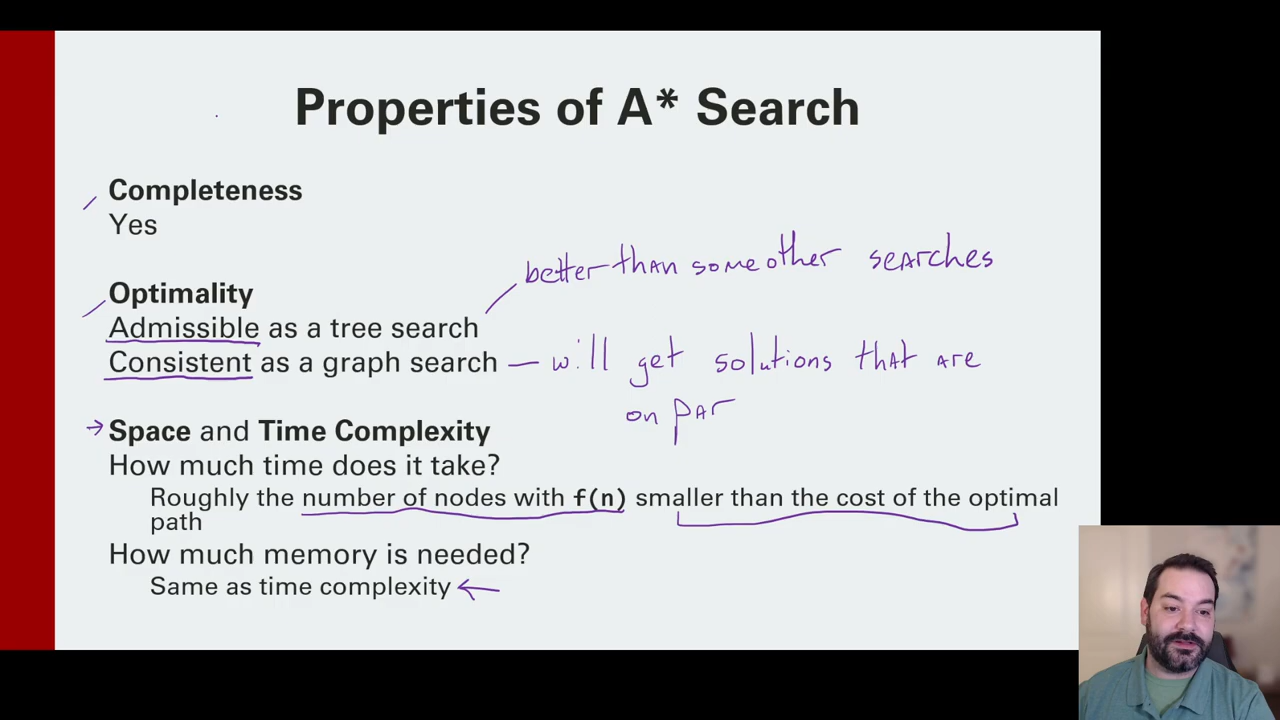 Properties of A* Search
Completeness
Yes
better than some other searches
Optimality
Admissible as a tree search
Consistent as a graph search — will get solutions that are
on par
→ Space and Time Complexity
How much time does it take?
Roughly the number of nodes with f(n) smaller than the cost of the optimal
path
How much memory is needed?
Same as time complexity ←